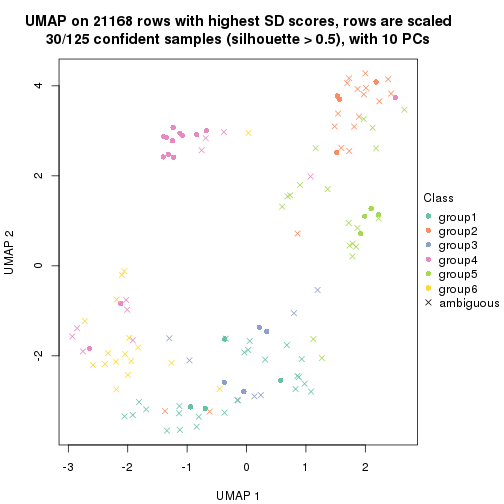 UMAP on 21168 rows with highest SD scores, rows are scaled
30/125 confident samples (silhouette > 0.5), with 10 PCs
4
2
0
-2
UMAP 2
-3
-2
-1
0
1
2
UMAP 1
Class
group1
group2
group3
group4
group5
group6
ambiguous